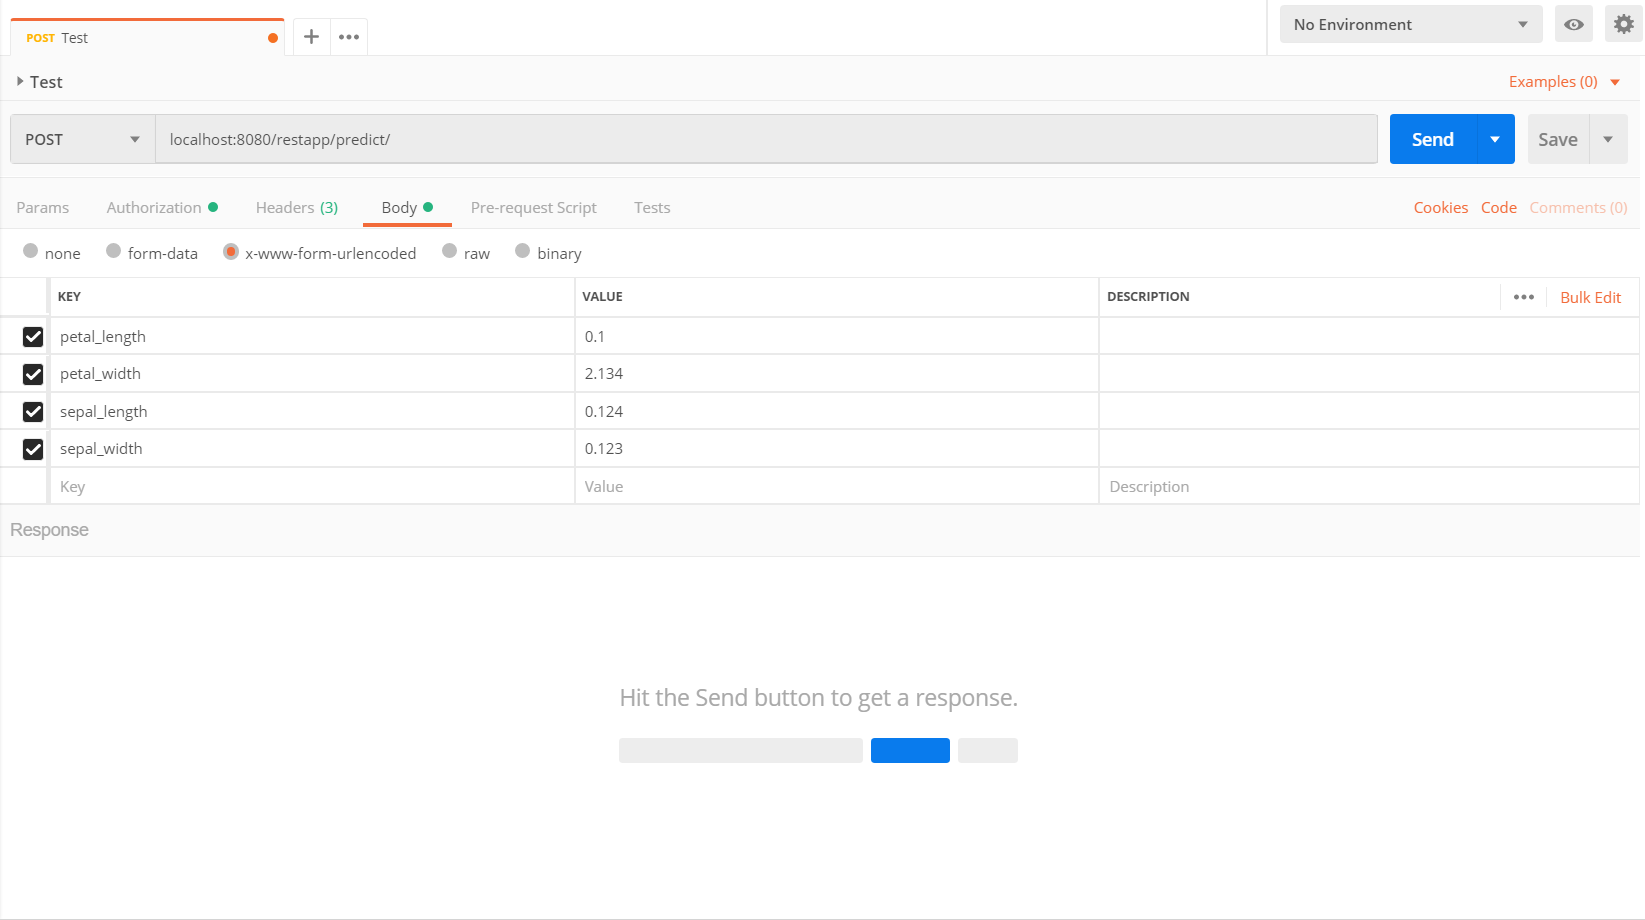 POST Test
No Environment
Test
Examples (0)
POST
localhost:8080/restapp/predict/
Send
Save
Params Authorization Headers (3) Body Pre-request Script Tests
Cookies Code Comments (0)
none form-data x-www-form-urlencoded raw binary
KEY VALUE DESCRIPTION Bulk Edit
petal_length 0.1
petal_width 2.134
sepal_length 0.124
sepal_width 0.123
Key Value Description
Response
Hit the Send button to get a response.